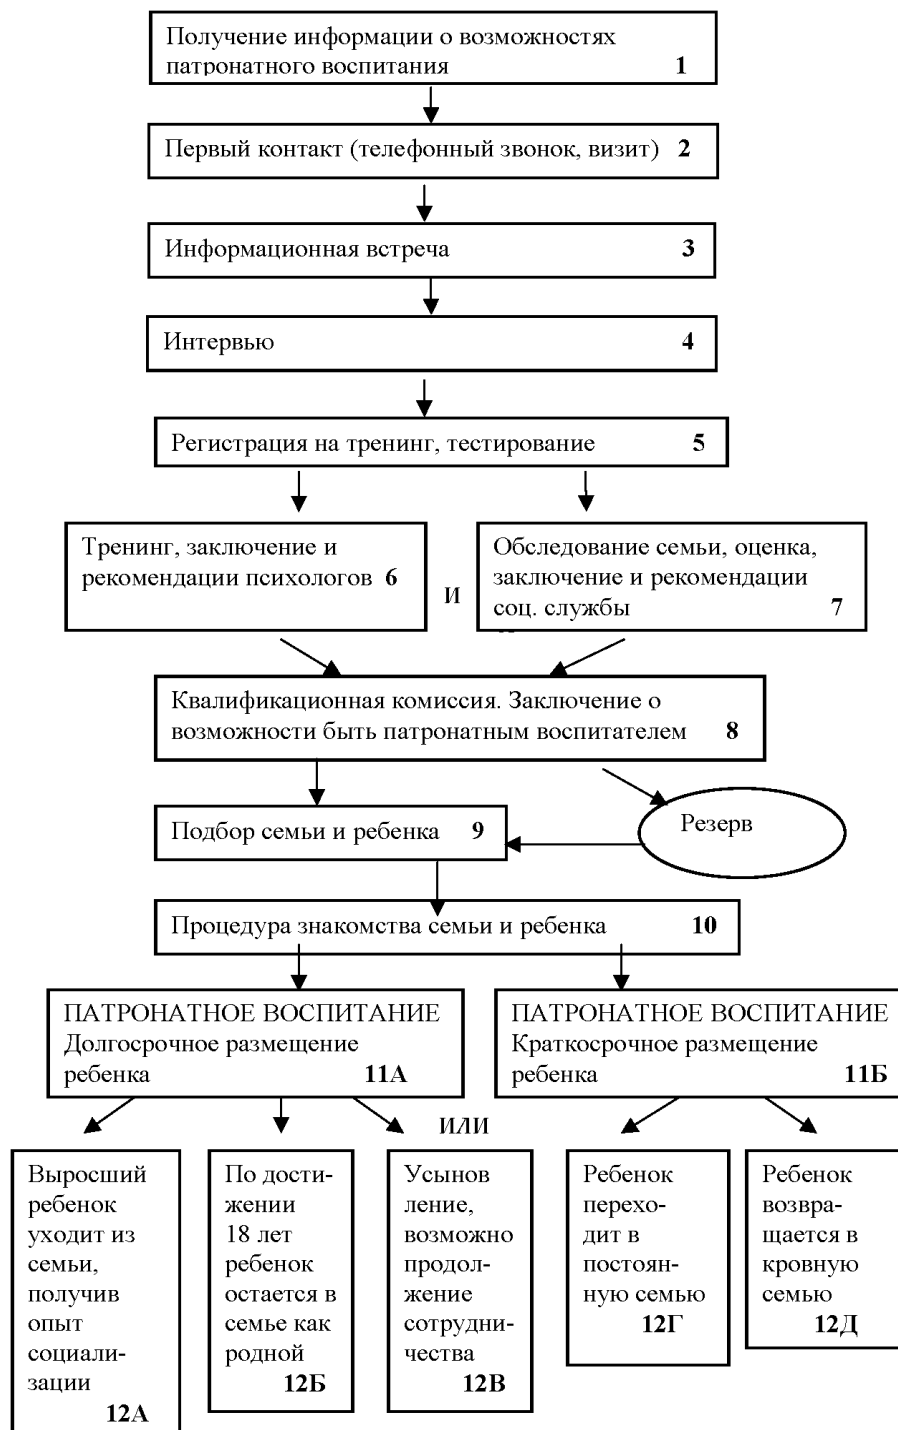 Получение информации о возможностях
патронатного воспитания 1
Первый контакт (телефонный звонок, визит) 2
Информационная встреча 3
Интервью 4
Регистрация на тренинг, тестирование 5
Тренинг, заключение и
рекомендации психологов 6
и
Обследование семьи, оценка,
заключение и рекомендации
соц. службы 7
Квалификационная комиссия. Заключение о
возможности быть патронатным воспитателем 8
Подбор семьи и ребенка 9
Резерв
Процедура знакомства семьи и ребенка 10
ПАТРОНАТНОЕ ВОСПИТАНИЕ
Долгосрочное размещение
ребенка 11А
ПАТРОНАТНОЕ ВОСПИТАНИЕ
Краткосрочное размещение
ребенка 11Б
или
Выросший
ребенок
уходит из
семьи,
получив
опыт
социали-
зации
12А
По дости-
жении
18 лет
ребенок
остается в
семье как
родной
12Б
Усынов
ление,
возможно
продол-
жение
сотрудни-
чества
12В
Ребенок
перехо-
дит в
постоян-
ную семью
12Г
Ребенок
возвра-
щается в
кровную
семью
12Д